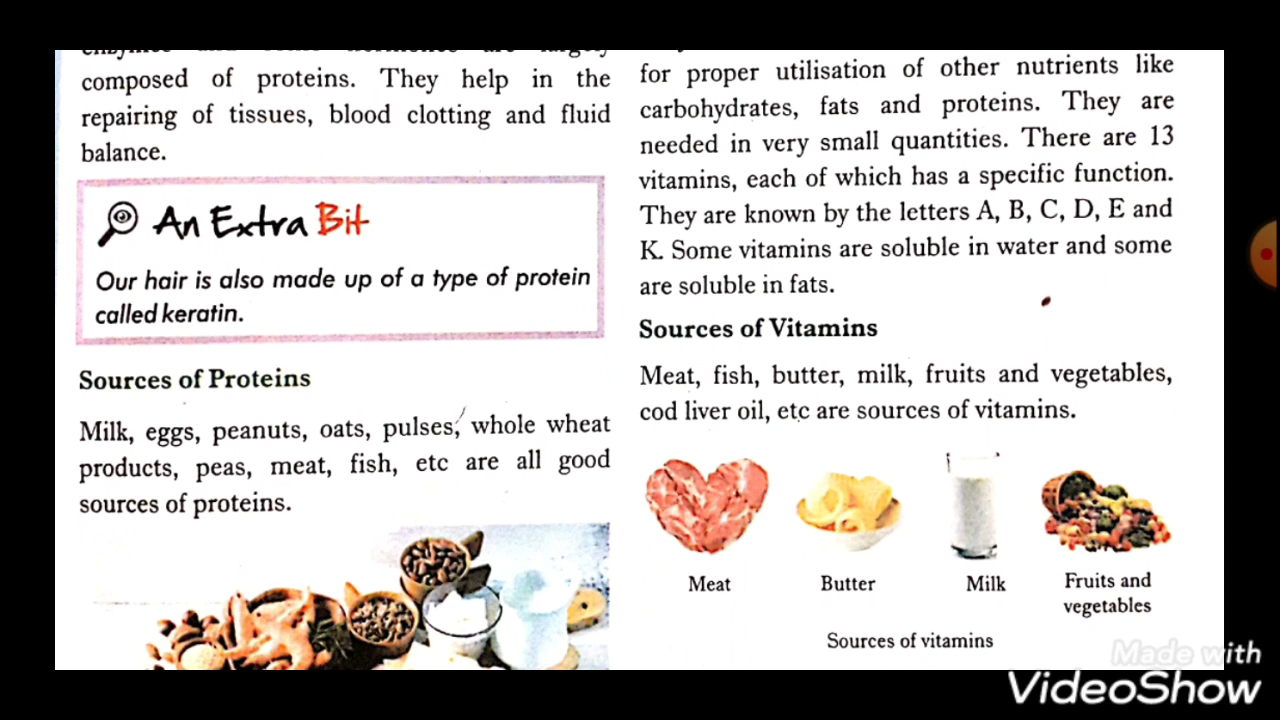 composed of proteins. They help in the
repairing of tissues, blood clotting and fluid
balance.
An Extra Bit
Our hair is also made up of a type of protein
called keratin.
Sources of Proteins
Milk, eggs, peanuts, oats, pulses, whole wheat
products, peas, meat, fish, etc are all good
sources of proteins.
for proper utilisation of other nutrients like
carbohydrates, fats and proteins. They are
needed in very small quantities. There are 13
vitamins, each of which has a specific function.
They are known by the letters A, B, C, D, E and
K. Some vitamins are soluble in water and some
are soluble in fats.
Sources of Vitamins
Meat, fish, butter, milk, fruits and vegetables,
cod liver oil, etc are sources of vitamins.
Meat
Butter
Milk
Fruits and
vegetables
Sources of vitamins
Made with
VideoShow